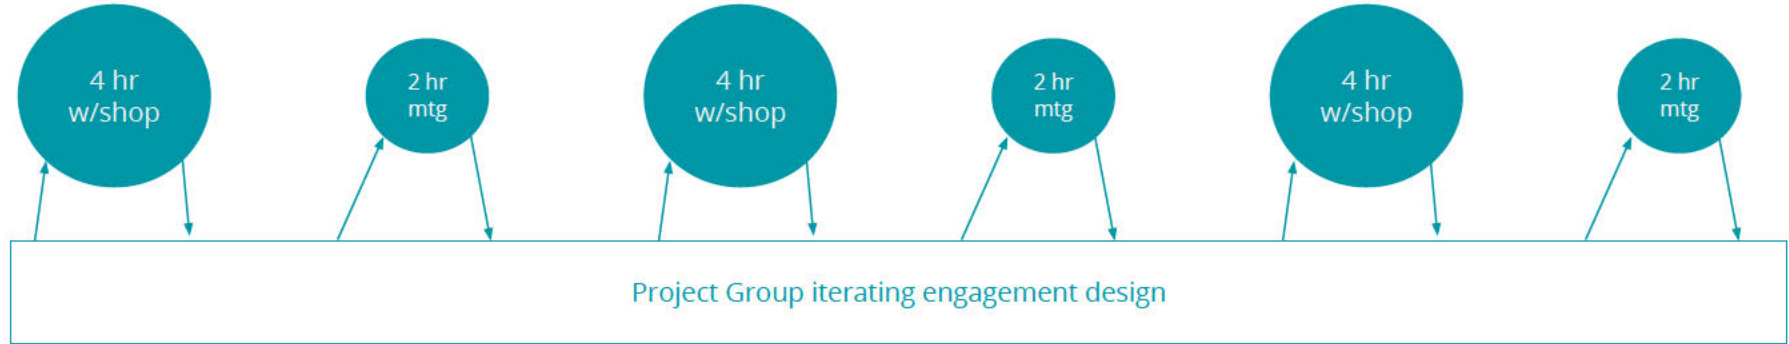 4 hr
w/shop
2 hr
mtg
4 hr
w/shop
2 hr
mtg
4 hr
w/shop
2 hr
mtg
Project Group iterating engagement design